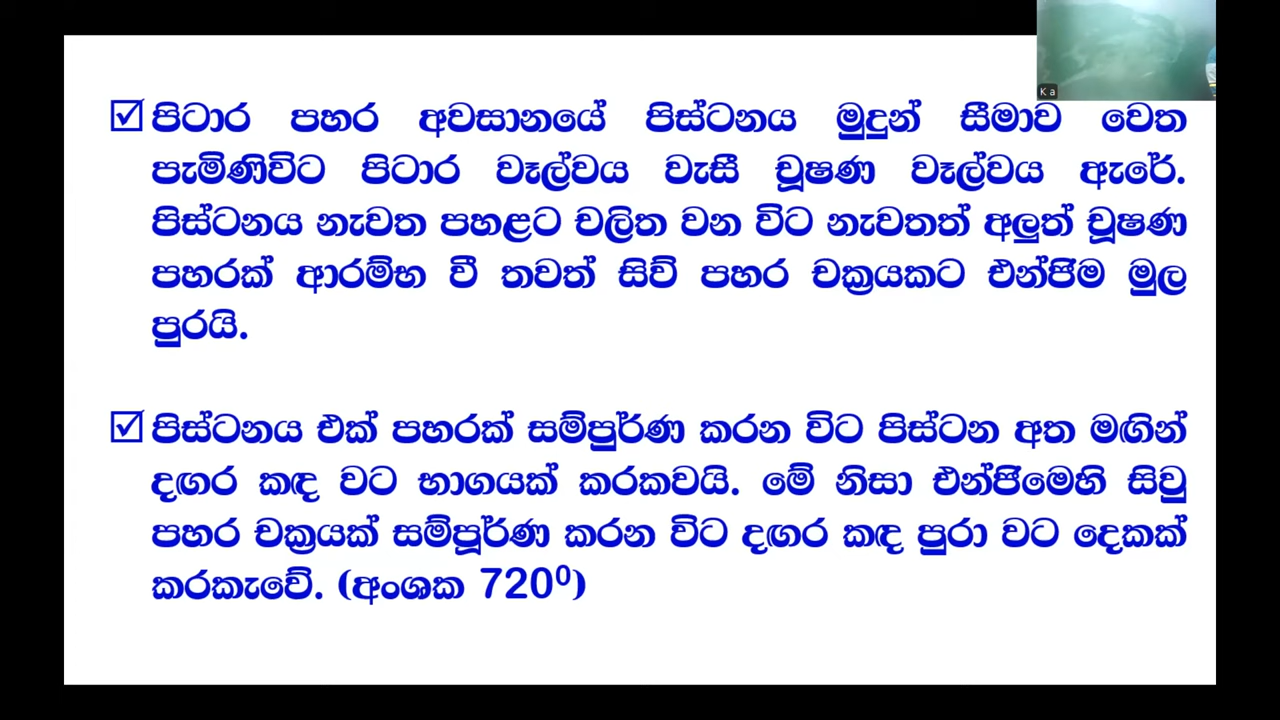 K a
☑ පිටාර පහර අවසානයේ පිස්ටනය මුදුන් සීමාව වෙත
පැමිණිවිට පිටාර වෑල්වය වැසී චූෂණ වෑල්වය ඇරේ.
පිස්ටනය නැවත පහළට චලිත වන විට නැවතත් අලුත් චූෂණ
පහරක් ආරම්භ වී තවත් සිව් පහර චක්‍රයකට එන්ජිම මුල
පුරයි.
☑ පිස්ටනය එක් පහරක් සම්පුර්ණ කරන විට පිස්ටන අත මඟින්
දඟර කඳ වට භාගයක් කරකවයි. මේ නිසා එන්ජිමෙහි සිවු
පහර චක්‍රයක් සම්පූර්ණ කරන විට දඟර කඳ පුරා වට දෙකක්
කරකැවේ. (අංශක 720⁰)